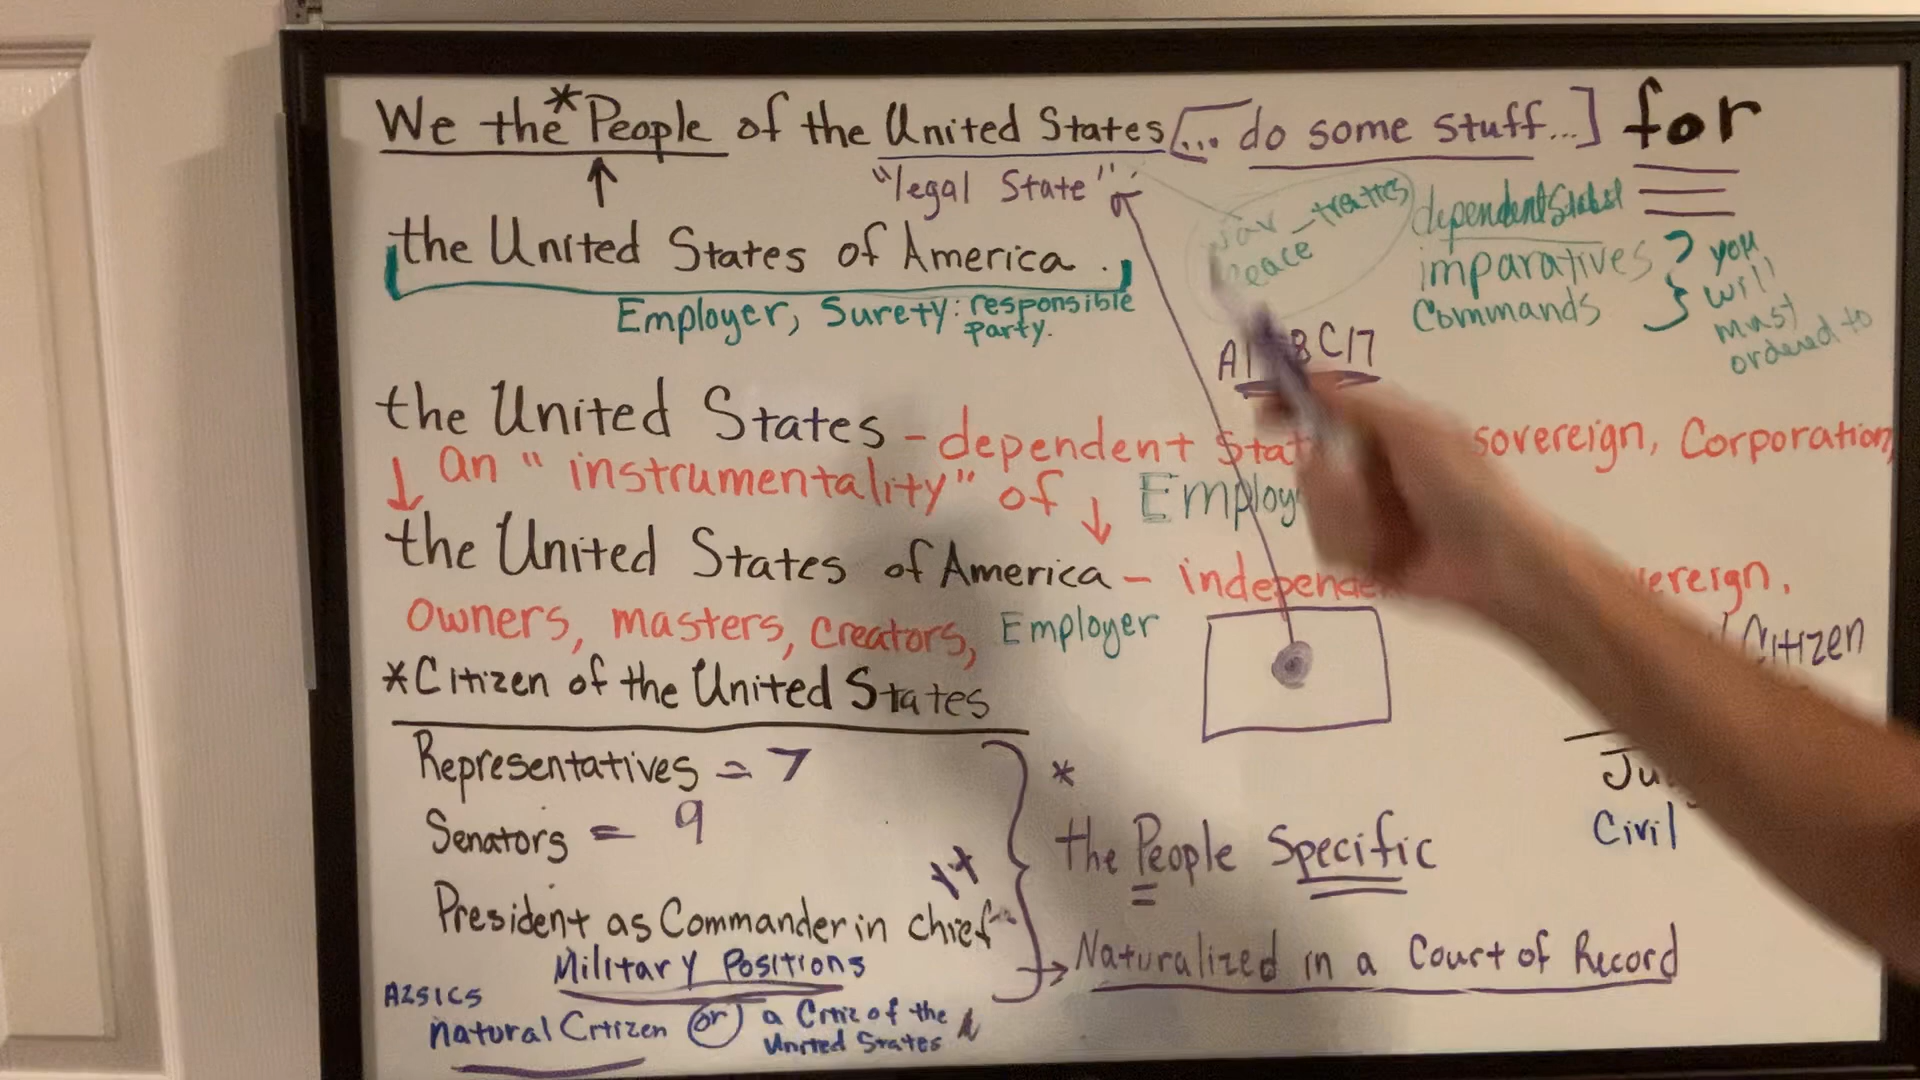 We the *People of the United States [... do some stuff...] for
"legal State"
war - treaties
peace
dependent
imparatives
Commands
you
will
must
ordered to
the United States of America.
Employer, Surety: responsible
party.
C17
the United States - dependent sovereign, Corporation,
an "instrumentality" of
the United States of America -
owners, masters, creators, Employer
Citizen
*Citizen of the United States
Representatives = 7
Senators = 9
President as Commander in chief
Military Positions
A2S1C5
natural Citizen or a Citiz of the
United States
14
*
the People Specific
Naturalized in a Court of Record
Civil